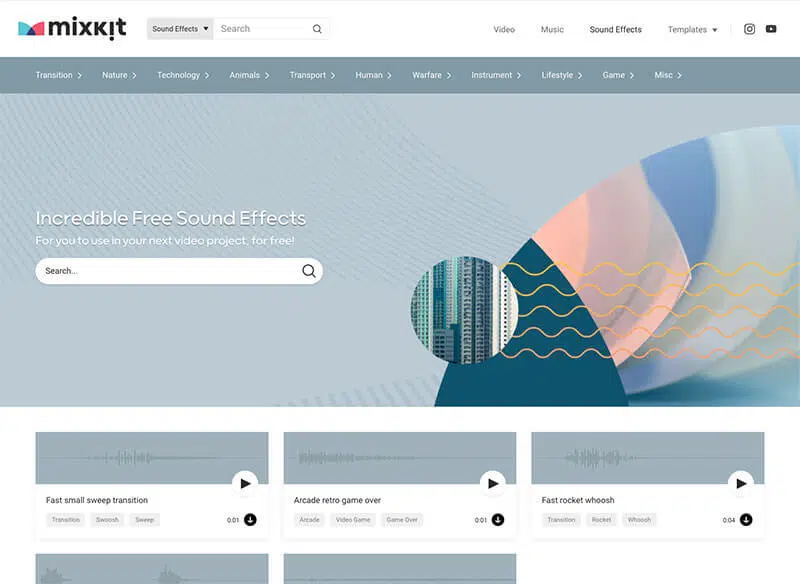 mixkit Sound Effects Search Video Music Sound Effects Templates
Transition Nature Technology Animals Transport Human Warfare Instrument Lifestyle Game Misc
Incredible Free Sound Effects
For you to use in your next video project, for free!
Search...
Fast small sweep transition
Transition Swoosh Sweep 0:01
Arcade retro game over
Arcade Video Game Game Over 0:01
Fast rocket whoosh
Transition Rocket Whoosh 0:04